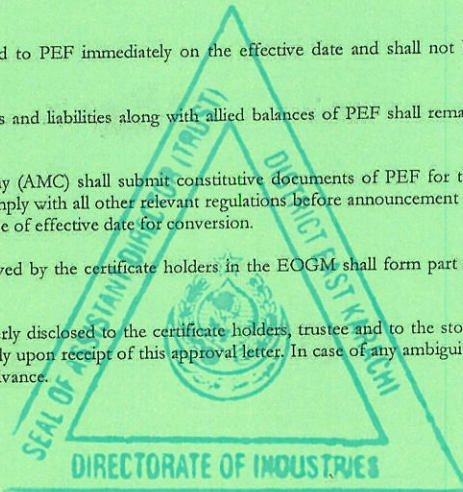 d to PEF immediately on the effective date and shall not
s and liabilities along with allied balances of PEF shall rema
y (AMC) shall submit constitutive documents of PEF for t
mply with all other relevant regulations before announcement
e of effective date for conversion.
ved by the certificate holders in the EOGM shall form part
rly disclosed to the certificate holders, trustee and to the sto
ly upon receipt of this approval letter. In case of any ambigui
dvance.
SEAL OF ASSISTANT DIRECTOR (TRUST)
DISTRICT EAST KARACHI
DIRECTORATE OF INDUSTRIES